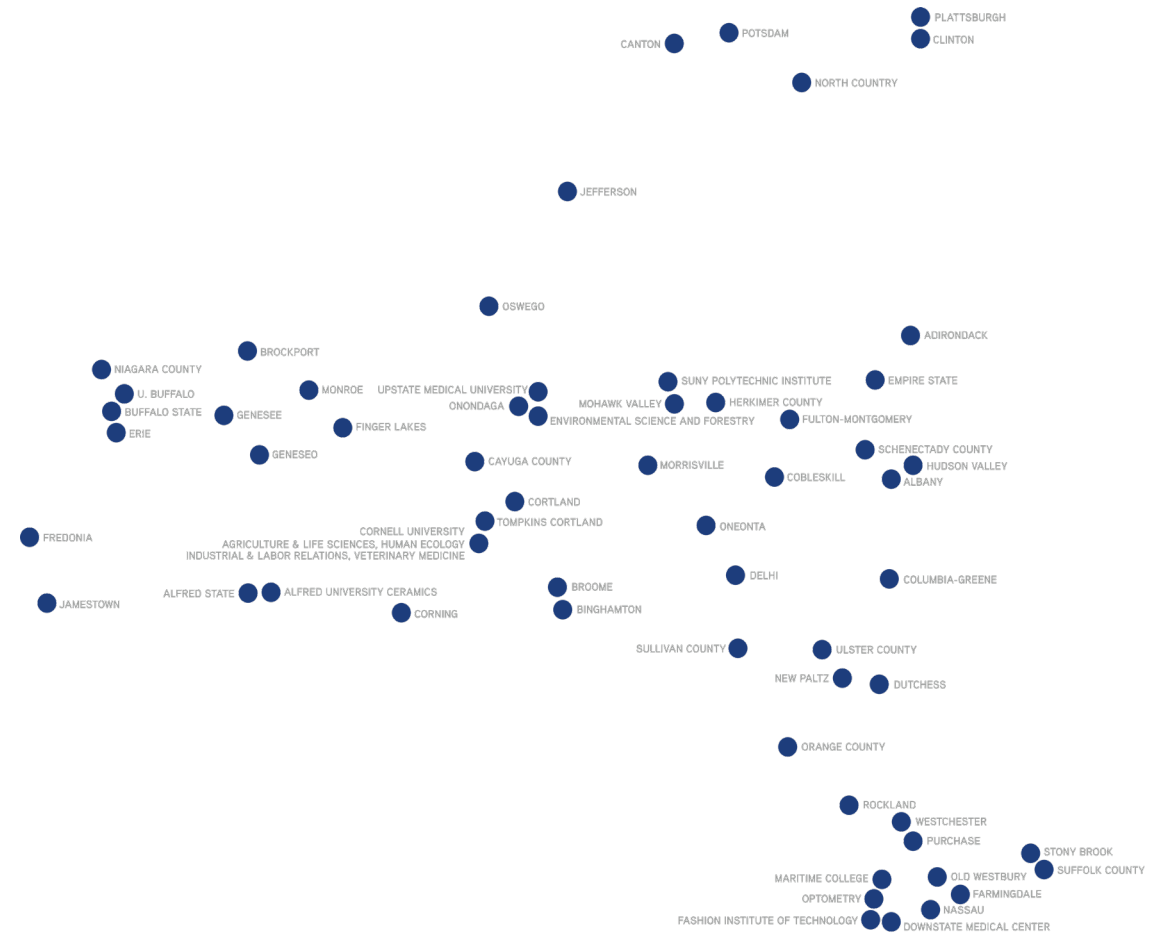 PLATTSBURGH
POTSDAM
CLINTON
CANTON
NORTH COUNTRY
JEFFERSON
OSWEGO
ADIRONDACK
BROCKPORT
NIAGARA COUNTY
SUNY POLYTECHNIC INSTITUTE
EMPIRE STATE
MONROE
UPSTATE MEDICAL UNIVERSITY
U. BUFFALO
MOHAWK VALLEY
HERKIMER COUNTY
ONONDAGA
BUFFALO STATE
GENESEE
FULTON-MONTGOMERY
ENVIRONMENTAL SCIENCE AND FORESTRY
FINGER LAKES
ERIE
SCHENECTADY COUNTY
GENESEO
CAYUGA COUNTY
MORRISVILLE
HUDSON VALLEY
COBLESKILL
ALBANY
CORTLAND
TOMPKINS CORTLAND
ONEONTA
CORNELL UNIVERSITY
AGRICULTURE & LIFE SCIENCES, HUMAN ECOLOGY
INDUSTRIAL & LABOR RELATIONS, VETERINARY MEDICINE
FREDONIA
DELHI
COLUMBIA-GREENE
BROOME
ALFRED STATE
ALFRED UNIVERSITY CERAMICS
JAMESTOWN
BINGHAMTON
CORNING
SULLIVAN COUNTY
ULSTER COUNTY
NEW PALTZ
DUTCHESS
ORANGE COUNTY
ROCKLAND
WESTCHESTER
PURCHASE
STONY BROOK
SUFFOLK COUNTY
MARITIME COLLEGE
OLD WESTBURY
FARMINGDALE
OPTOMETRY
NASSAU
FASHION INSTITUTE OF TECHNOLOGY
DOWNSTATE MEDICAL CENTER